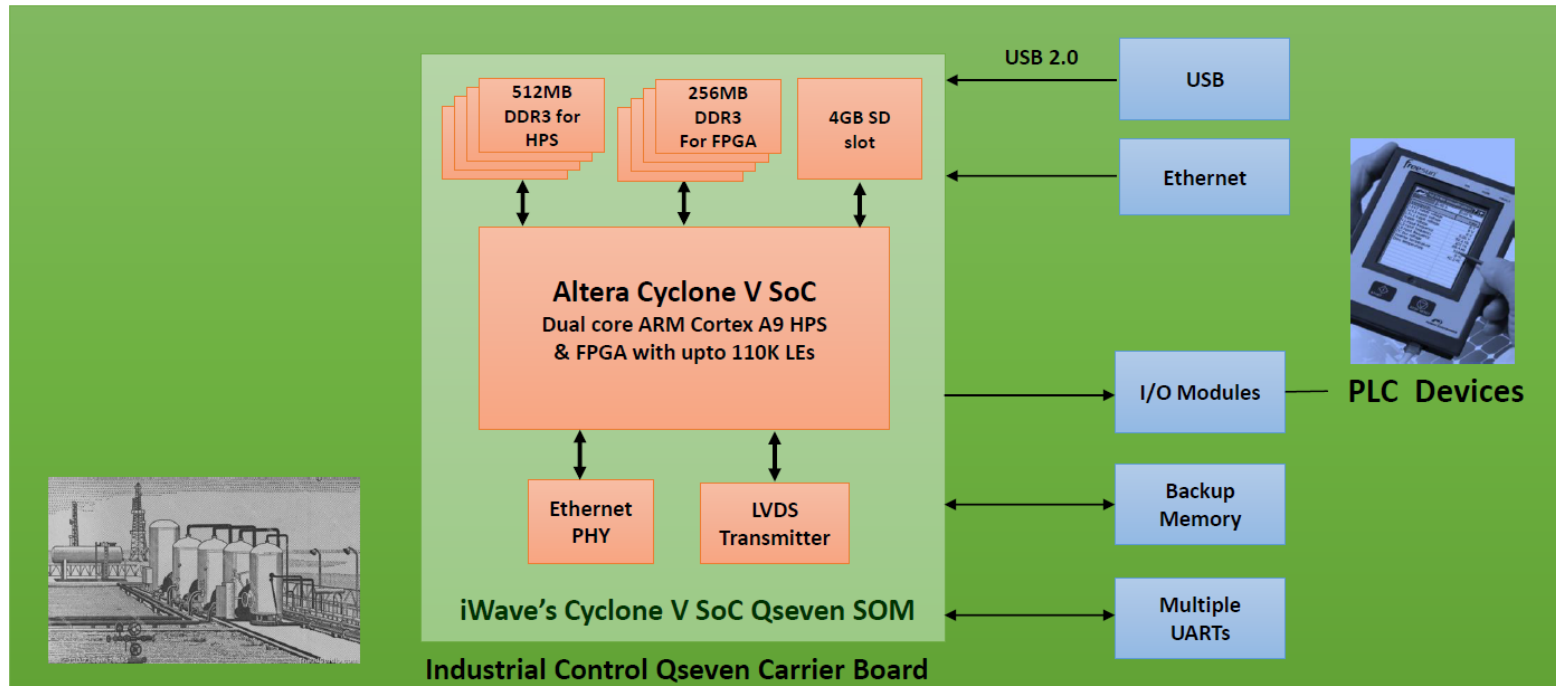 512MB
DDR3 for
HPS
256MB
DDR3
For FPGA
4GB SD
slot
USB 2.0
USB
Ethernet
Altera Cyclone V SoC
Dual core ARM Cortex A9 HPS
& FPGA with upto 110K LEs
I/O Modules
PLC Devices
Ethernet
PHY
LVDS
Transmitter
Backup
Memory
iWave's Cyclone V SoC Qseven SOM
Multiple
UARTs
Industrial Control Qseven Carrier Board